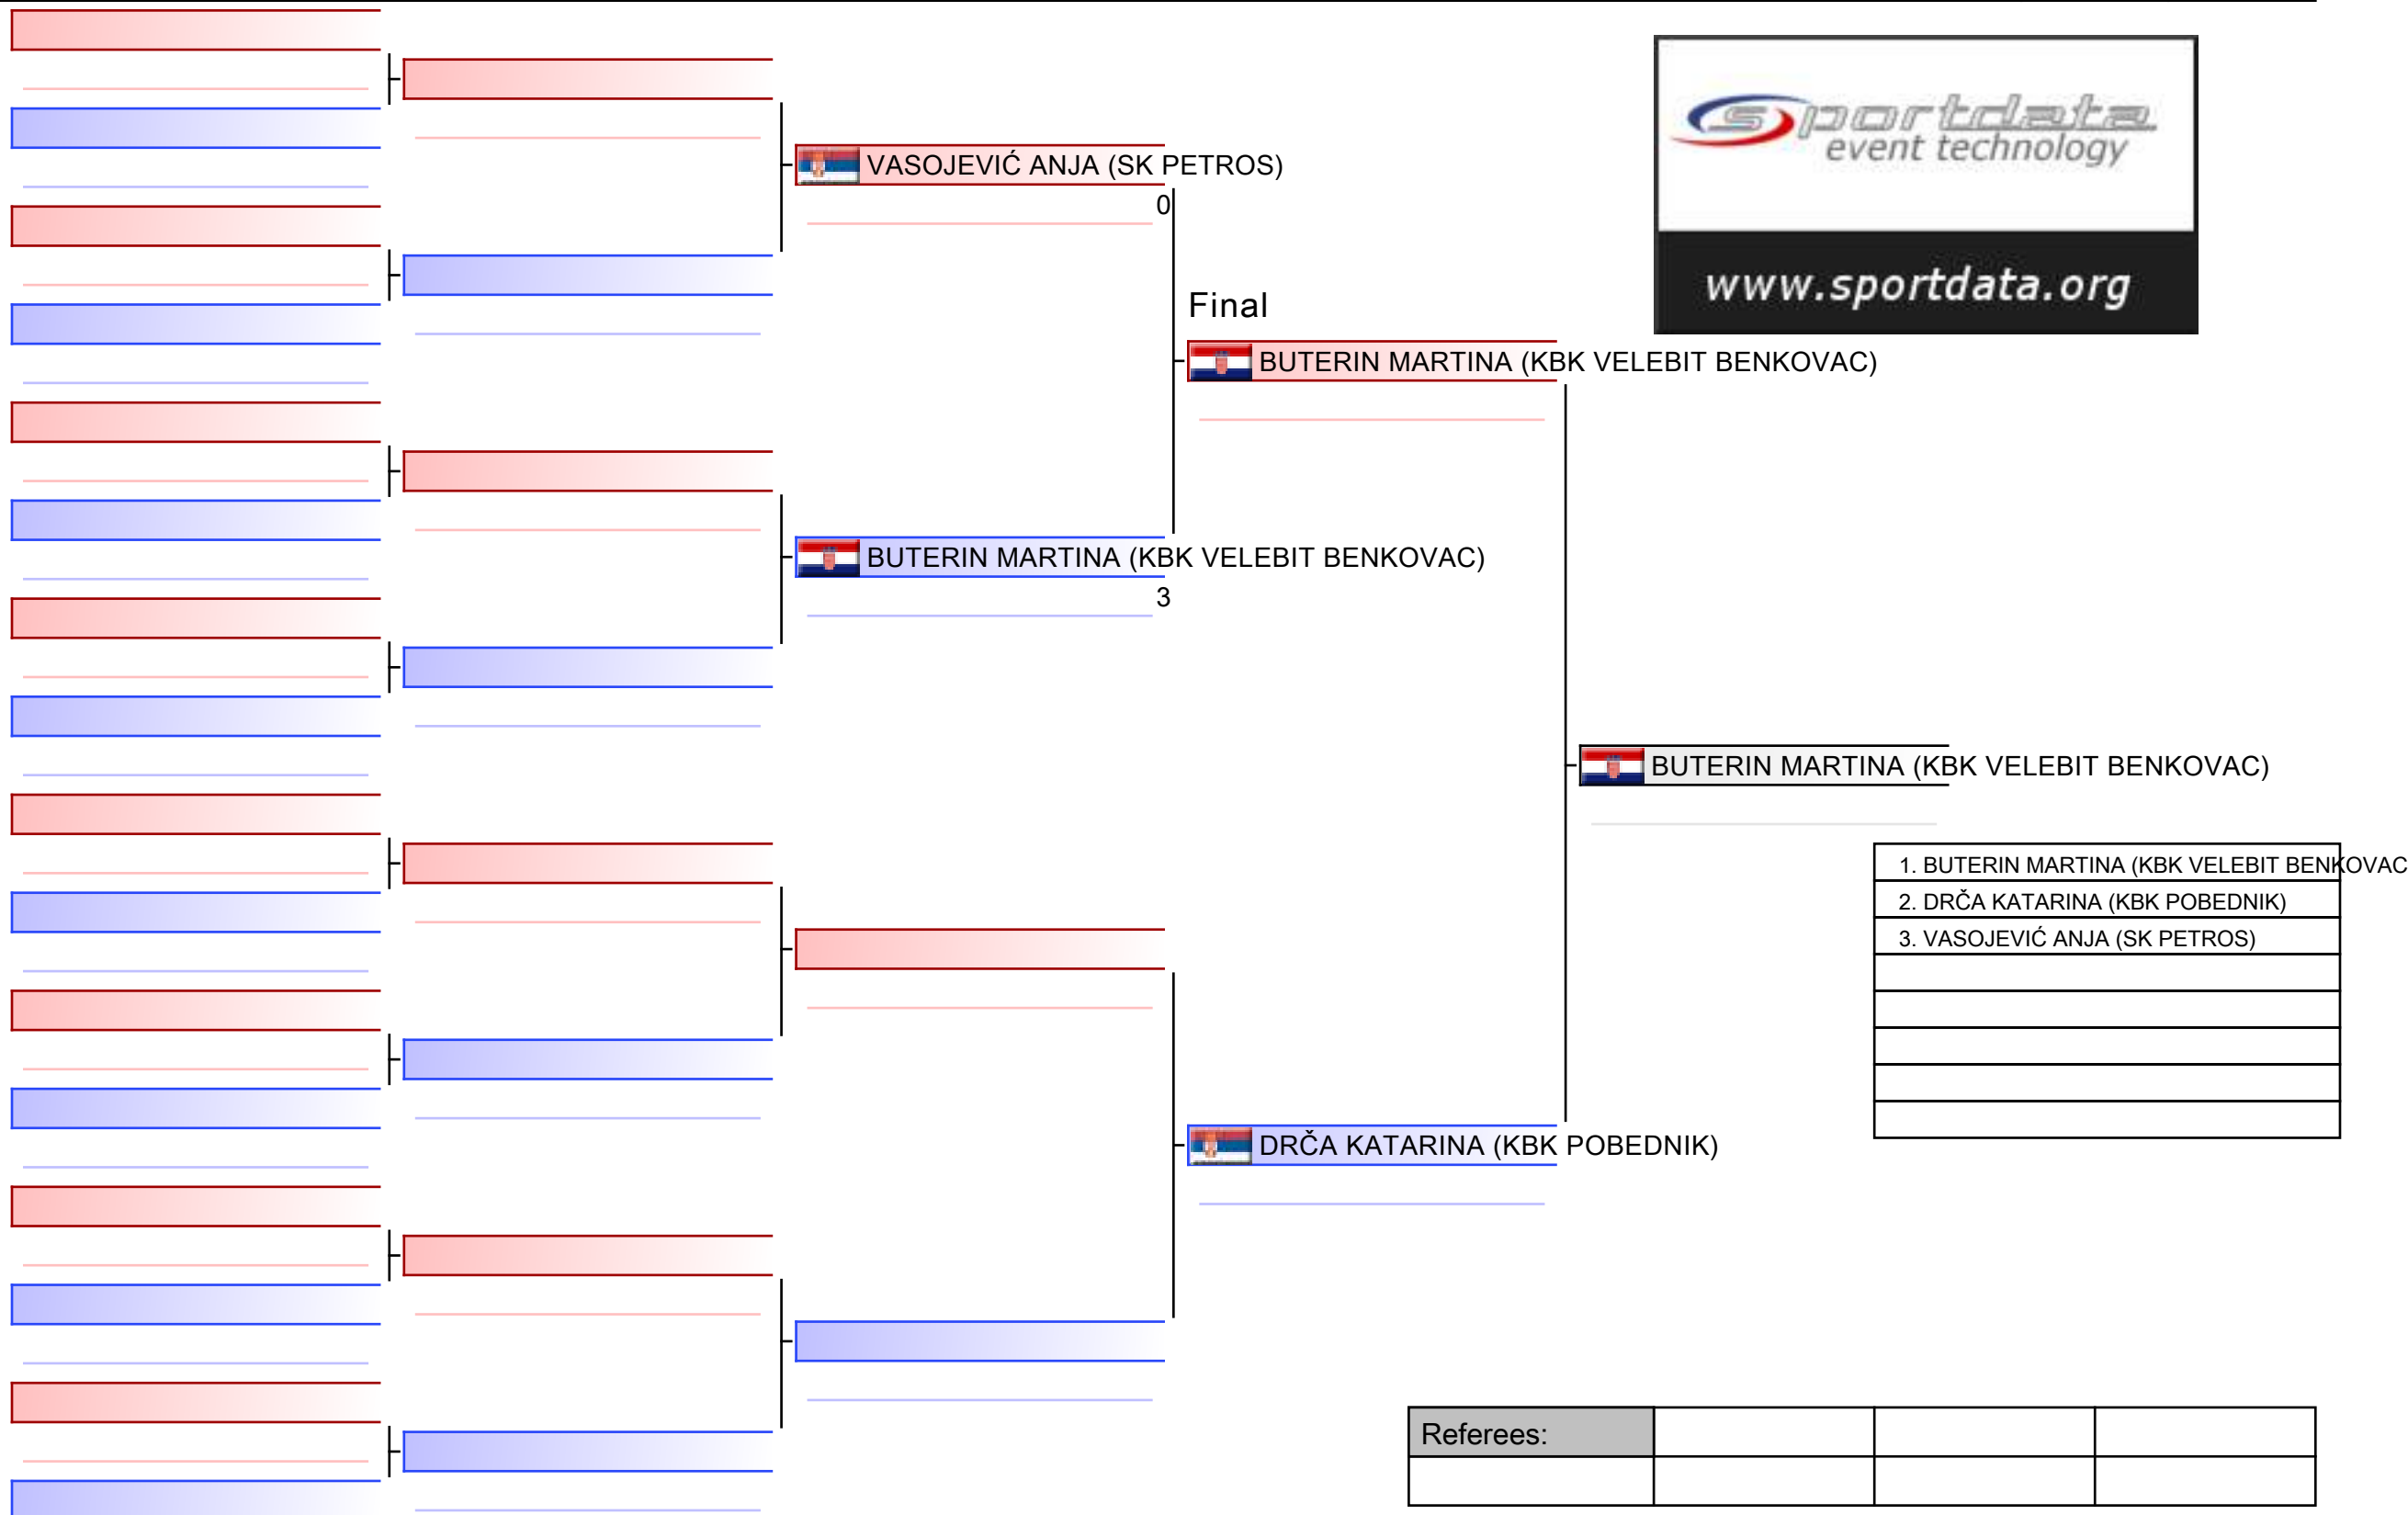 sportdata
event technology
www.sportdata.org
VASOJEVIĆ ANJA (SK PETROS)
0
Final
BUTERIN MARTINA (KBK VELEBIT BENKOVAC)
BUTERIN MARTINA (KBK VELEBIT BENKOVAC)
3
BUTERIN MARTINA (KBK VELEBIT BENKOVAC)
1. BUTERIN MARTINA (KBK VELEBIT BENKOVAC
2. DRČA KATARINA (KBK POBEDNIK)
3. VASOJEVIĆ ANJA (SK PETROS)
DRČA KATARINA (KBK POBEDNIK)
Referees: